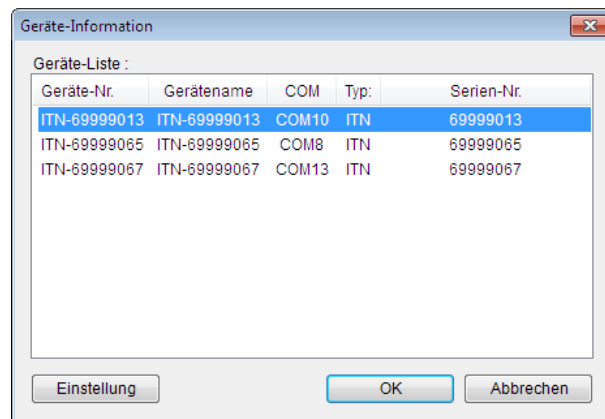 Geräte-Information
Geräte-Liste :
Geräte-Nr. Gerätename COM Typ: Serien-Nr.
ITN-69999013 ITN-69999013 COM10 ITN 69999013
ITN-69999065 ITN-69999065 COM8 ITN 69999065
ITN-69999067 ITN-69999067 COM13 ITN 69999067
Einstellung OK Abbrechen